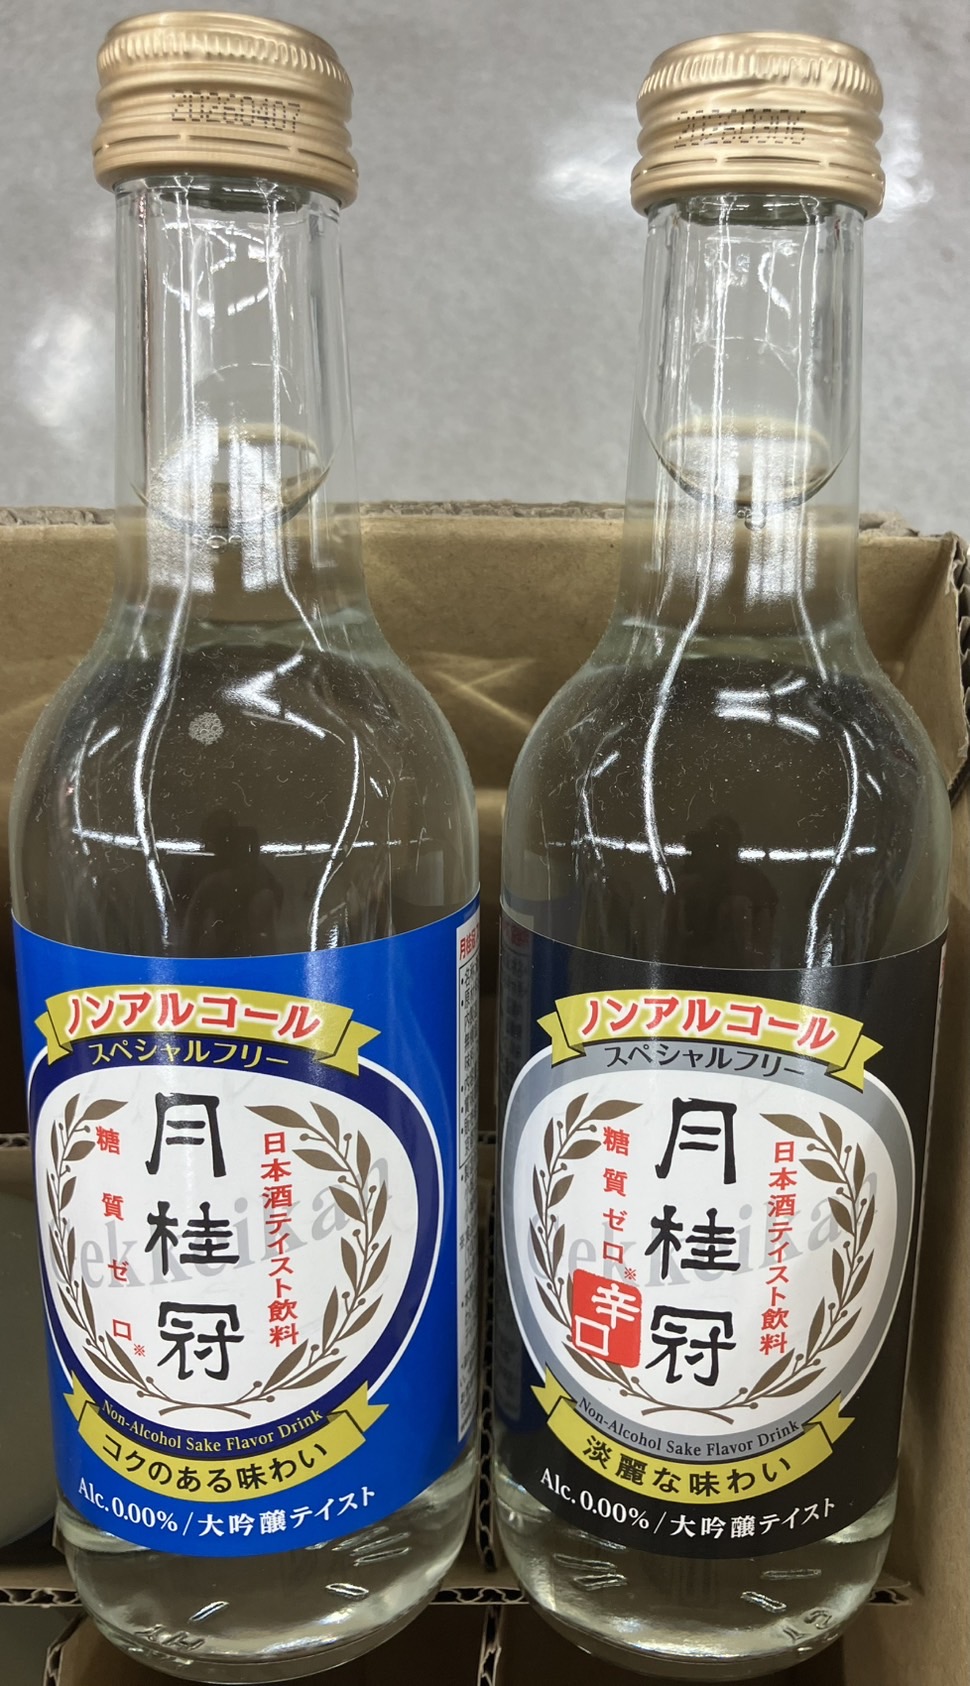 20260407
ノンアルコール
スペシャルフリー
月桂冠
日本酒テイスト飲料
糖質ゼロ※
Gekkeikan
Non-Alcohol Sake Flavor Drink
コクのある味わい
Alc.0.00%/大吟醸テイスト
ノンアルコール
スペシャルフリー
月桂冠
日本酒テイスト飲料
糖質ゼロ※
辛口
Gekkeikan
Non-Alcohol Sake Flavor Drink
淡麗な味わい
Alc.0.00%/大吟醸テイスト